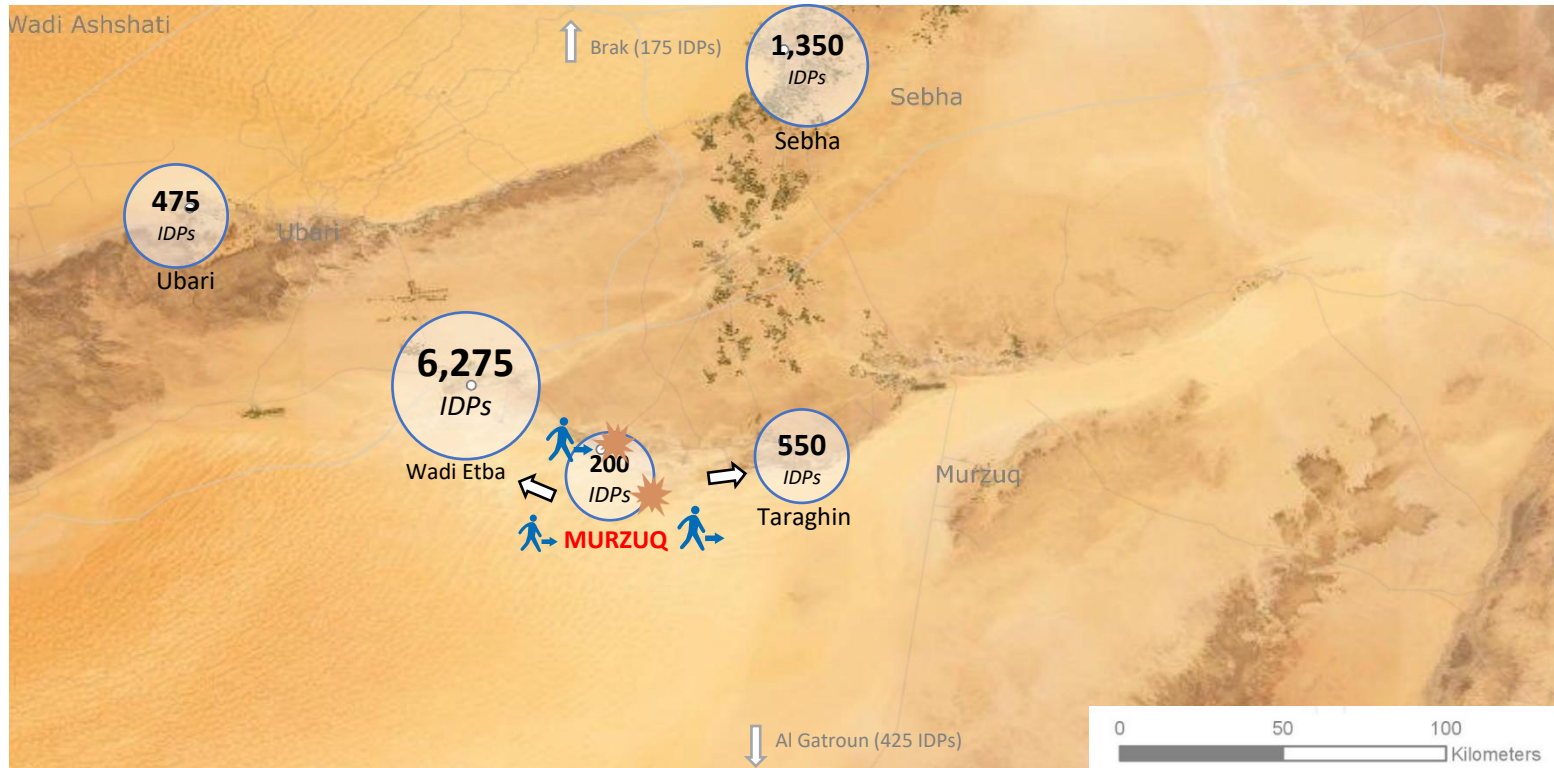 Wadi Ashshati
Brak (175 IDPs)
1,350
IDPs
Sebha
Sebha
475
IDPs
Ubari
Ubari
6,275
IDPs
Wadi Etba
200
IDPs
MURZUQ
550
IDPs
Taraghin
Murzuq
Al Gatroun (425 IDPs)
0 50 100
Kilometers